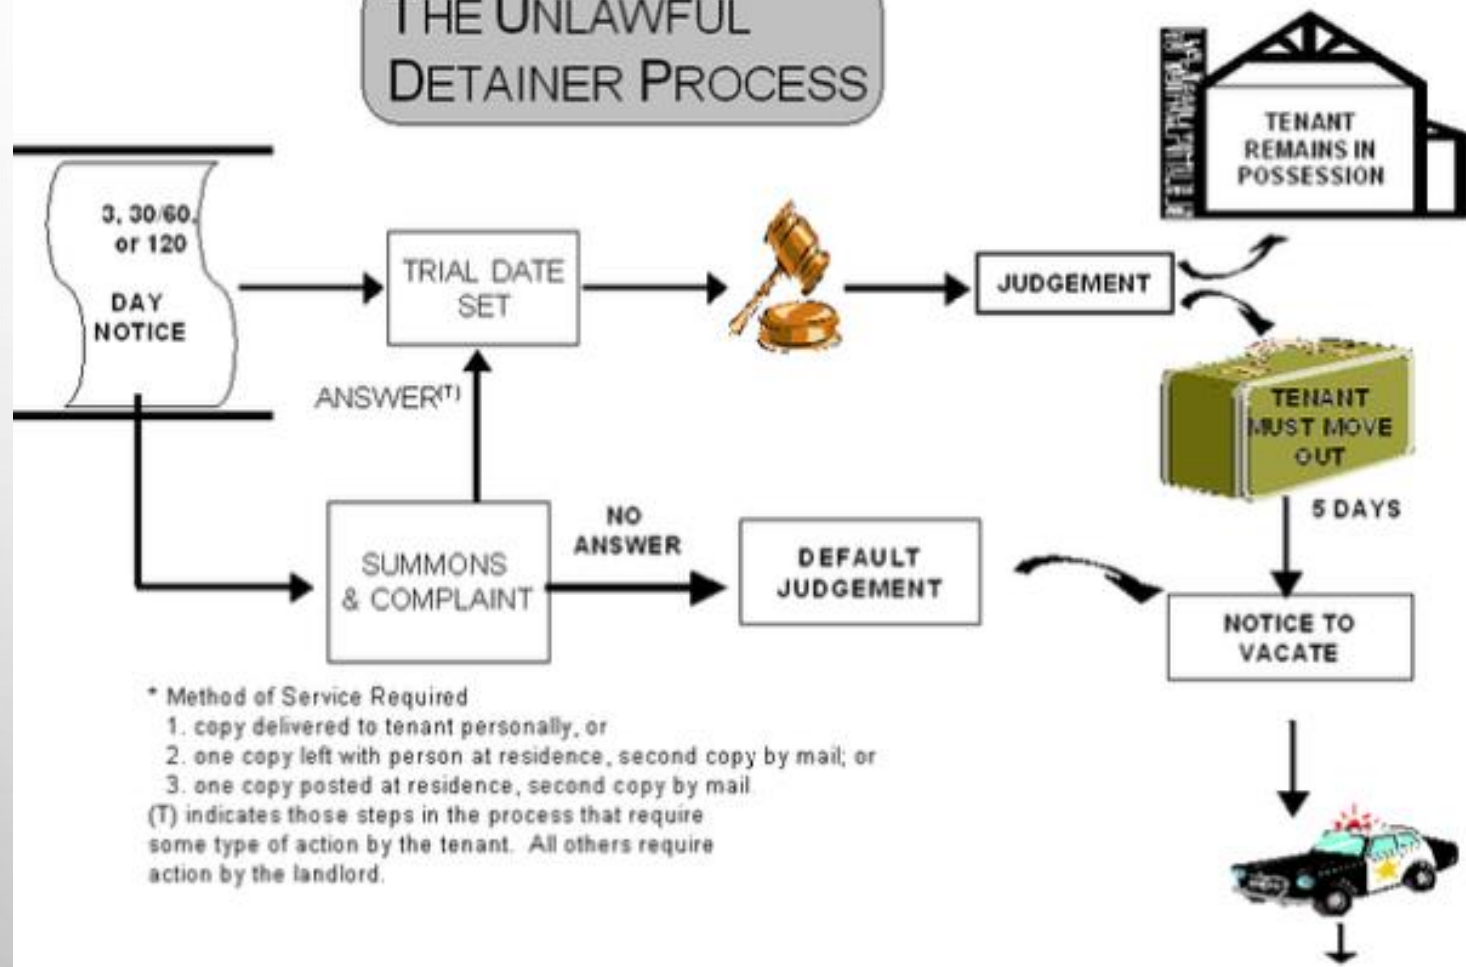 THE UNLAWFUL
DETAINER PROCESS
3, 30/60,
or 120
DAY
NOTICE
TRIAL DATE
SET
JUDGEMENT
TENANT
REMAINS IN
POSSESSION
TENANT
MUST MOVE
OUT
5 DAYS
ANSWER(T)
SUMMONS
& COMPLAINT
NO
ANSWER
DEFAULT
JUDGEMENT
NOTICE TO
VACATE
* Method of Service Required
1. copy delivered to tenant personally, or
2. one copy left with person at residence, second copy by mail; or
3. one copy posted at residence, second copy by mail
(T) indicates those steps in the process that require
some type of action by the tenant. All others require
action by the landlord.